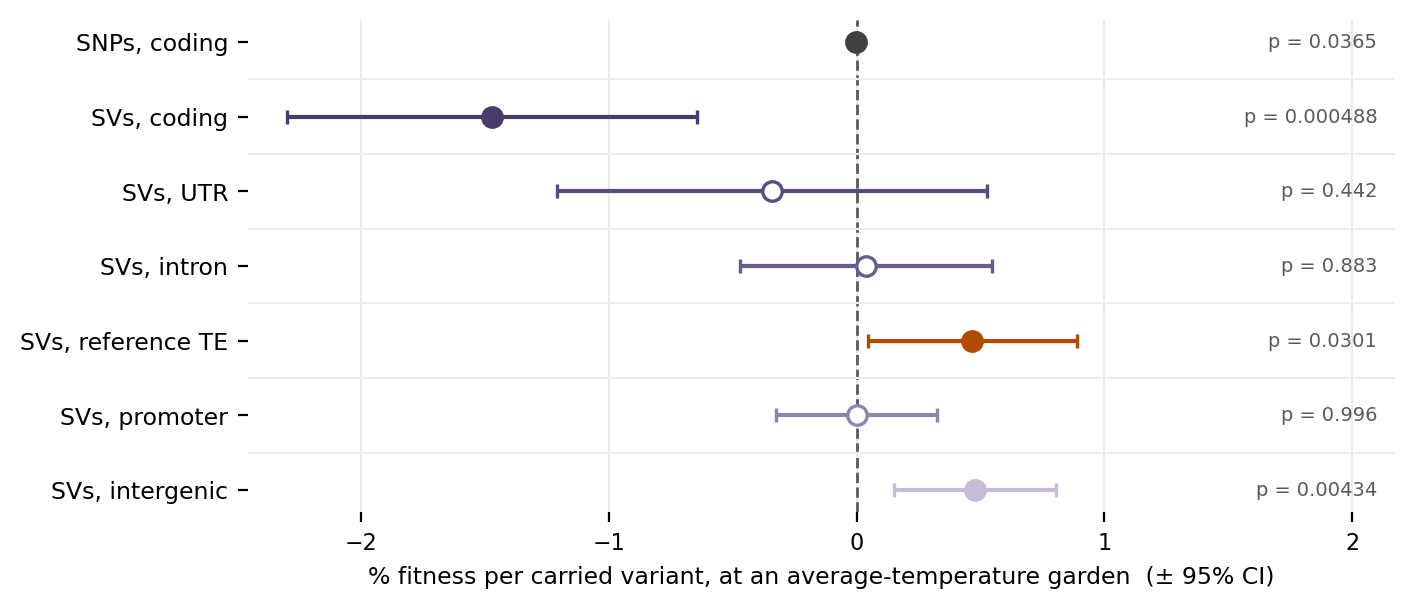 SNPs, coding p = 0.0365
SVs, coding p = 0.000488
SVs, UTR p = 0.442
SVs, intron p = 0.883
SVs, reference TE p = 0.0301
SVs, promoter p = 0.996
SVs, intergenic p = 0.00434
−2 −1 0 1 2
% fitness per carried variant, at an average-temperature garden (± 95% CI)